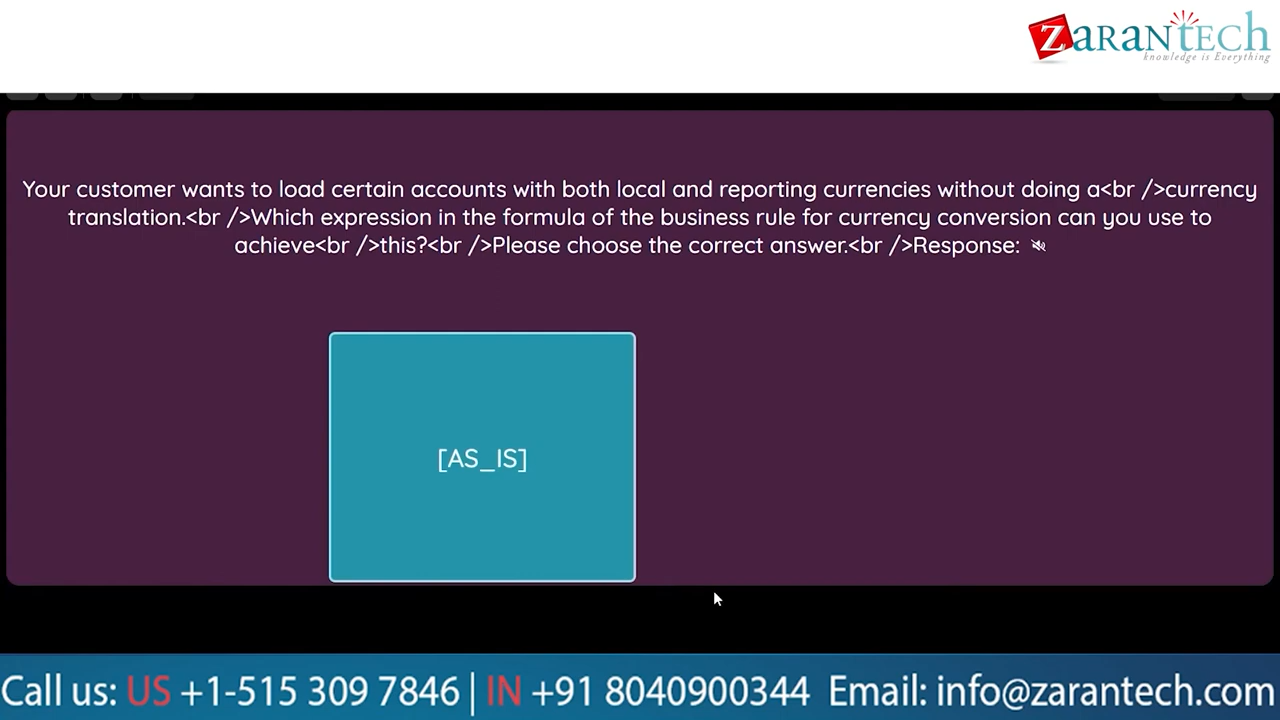 ZARANTECH
knowledge is Everything
Your customer wants to load certain accounts with both local and reporting currencies without doing a<br />currency
translation.<br />Which expression in the formula of the business rule for currency conversion can you use to
achieve<br />this?<br />Please choose the correct answer.<br />Response:
[AS_IS]
Call us: US +1-515 309 7846 | IN +91 8040900344 Email: info@zarantech.com